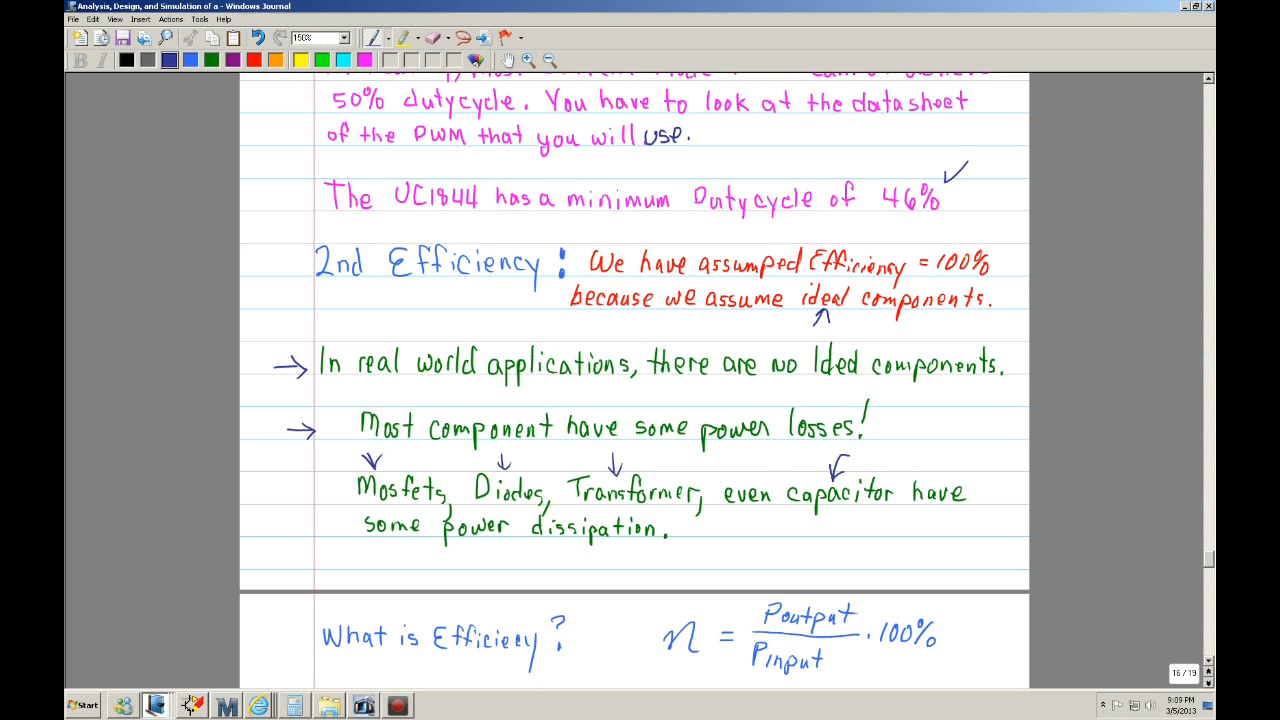 Analysis, Design, and Simulation of a - Windows Journal
File Edit View Insert Actions Tools Help
150%
50% dutycycle. You have to look at the datasheet
of the PWM that you will use.
The UC1844 has a minimum Dutycycle of 46%
2nd Efficiency: We have assumped Efficiency = 100%
because we assume ideal components.
In real world applications, there are no Ided components.
Most component have some power losses!
Mosfets, Diodes, Transformer, even capacitor have
some power dissipation.
What is Efficiecy? η = Poutput / Pinput · 100%
16 / 19
Start
9:09 PM
3/5/2013